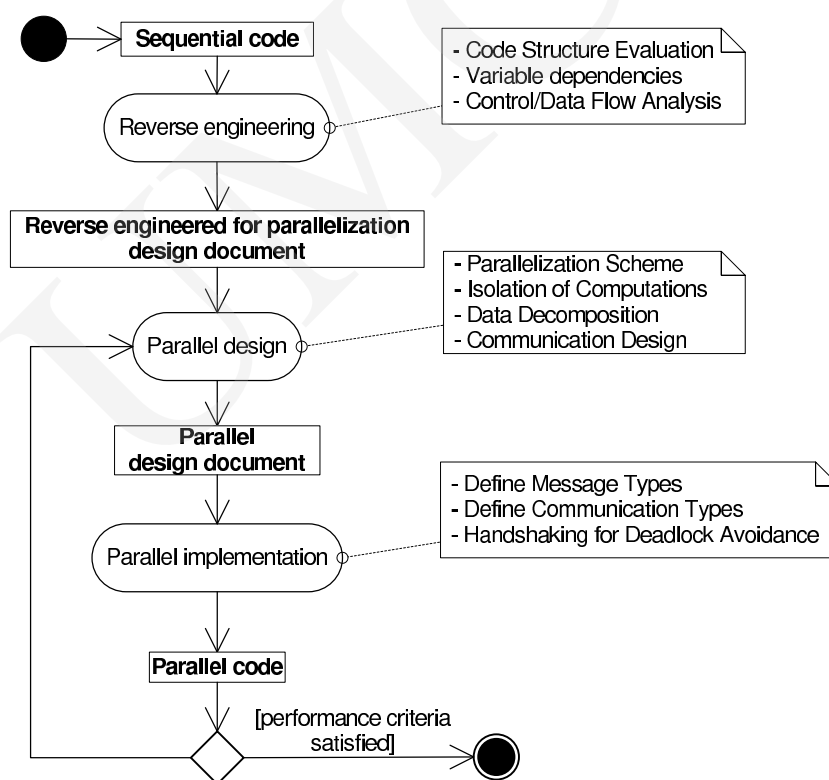 Sequential code
- Code Structure Evaluation
- Variable dependencies
- Control/Data Flow Analysis
Reverse engineering
Reverse engineered for parallelization
design document
- Parallelization Scheme
- Isolation of Computations
- Data Decomposition
- Communication Design
Parallel design
Parallel
design document
- Define Message Types
- Define Communication Types
- Handshaking for Deadlock Avoidance
Parallel implementation
Parallel code
[performance criteria
satisfied]